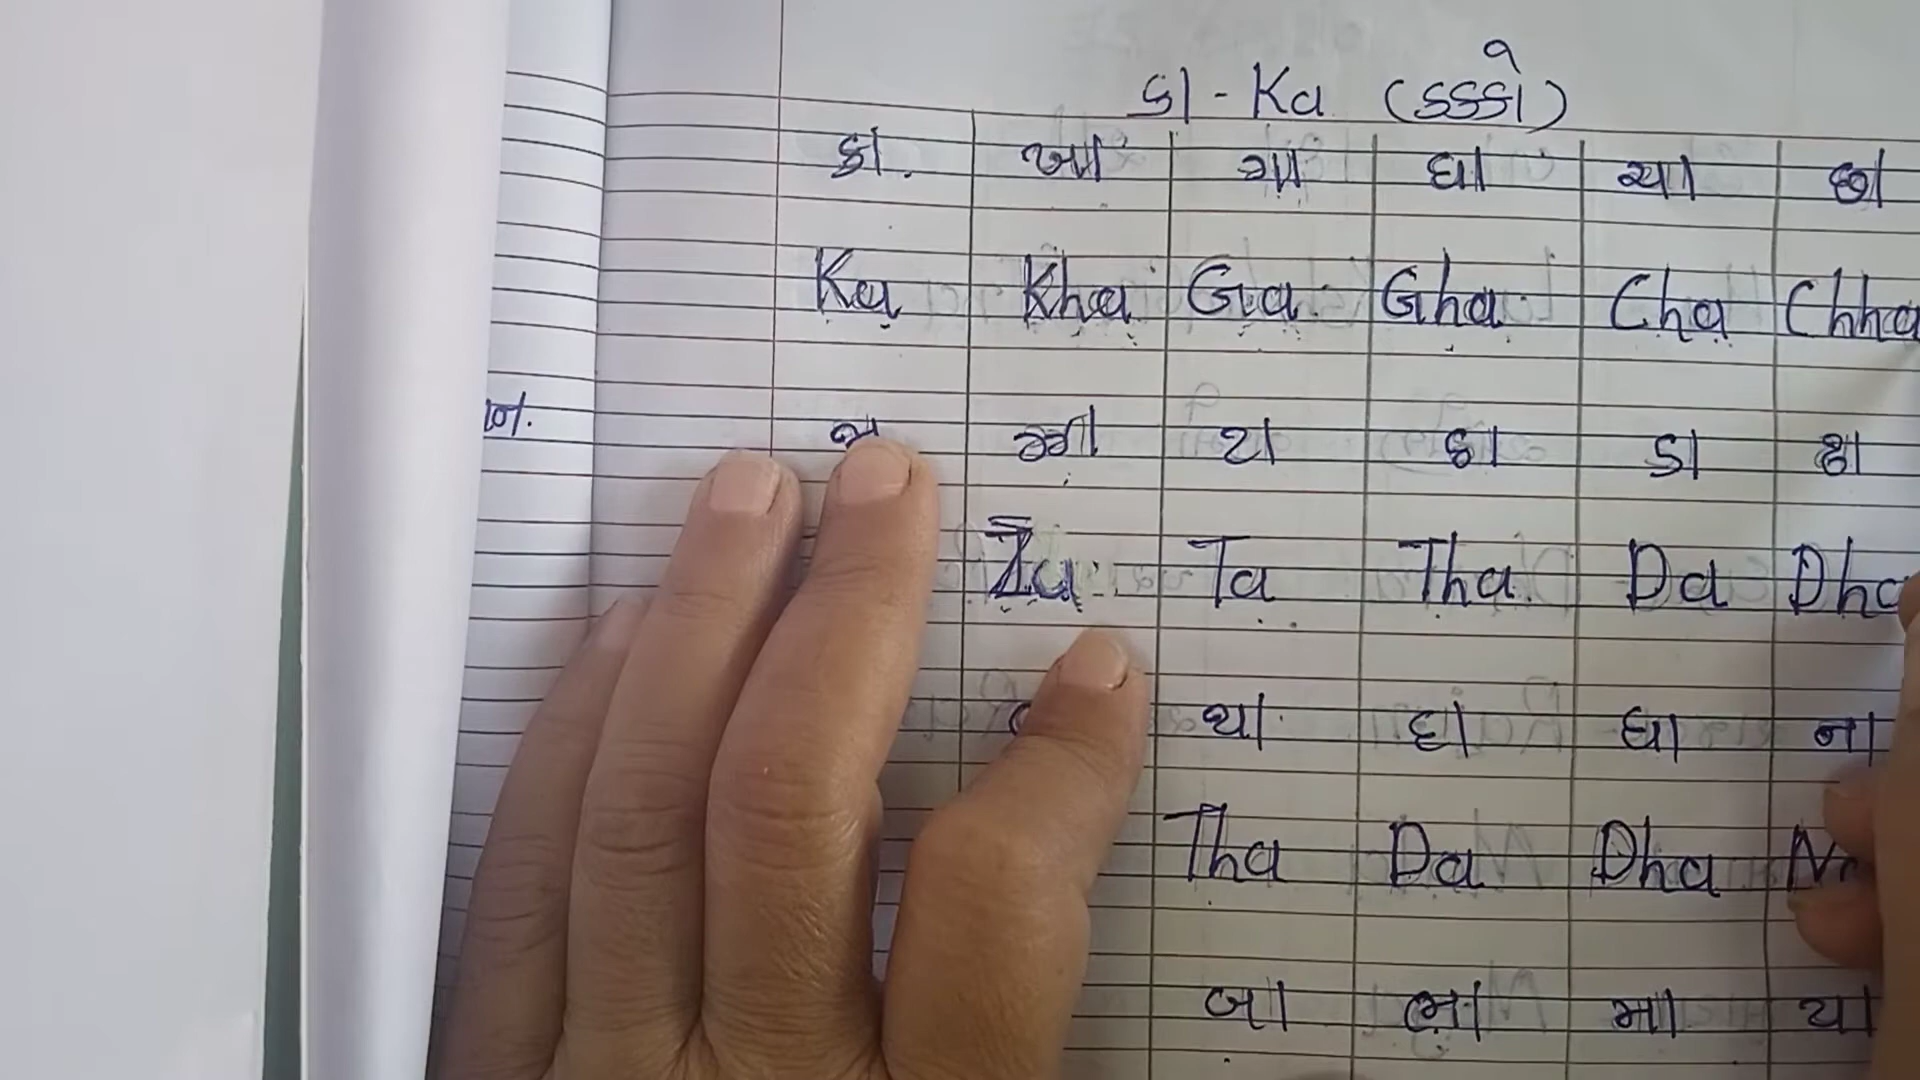 કા - Ka (કક્કો)
કા. ખા ગા ઘા ચા છા
Ka Kha Ga Gha Cha Chha
ઝા ટા ઠા ડા ઢા
Za Ta Tha Da Dha
થા દા ધા ના
Tha Da Dha
બા ભા મા યા